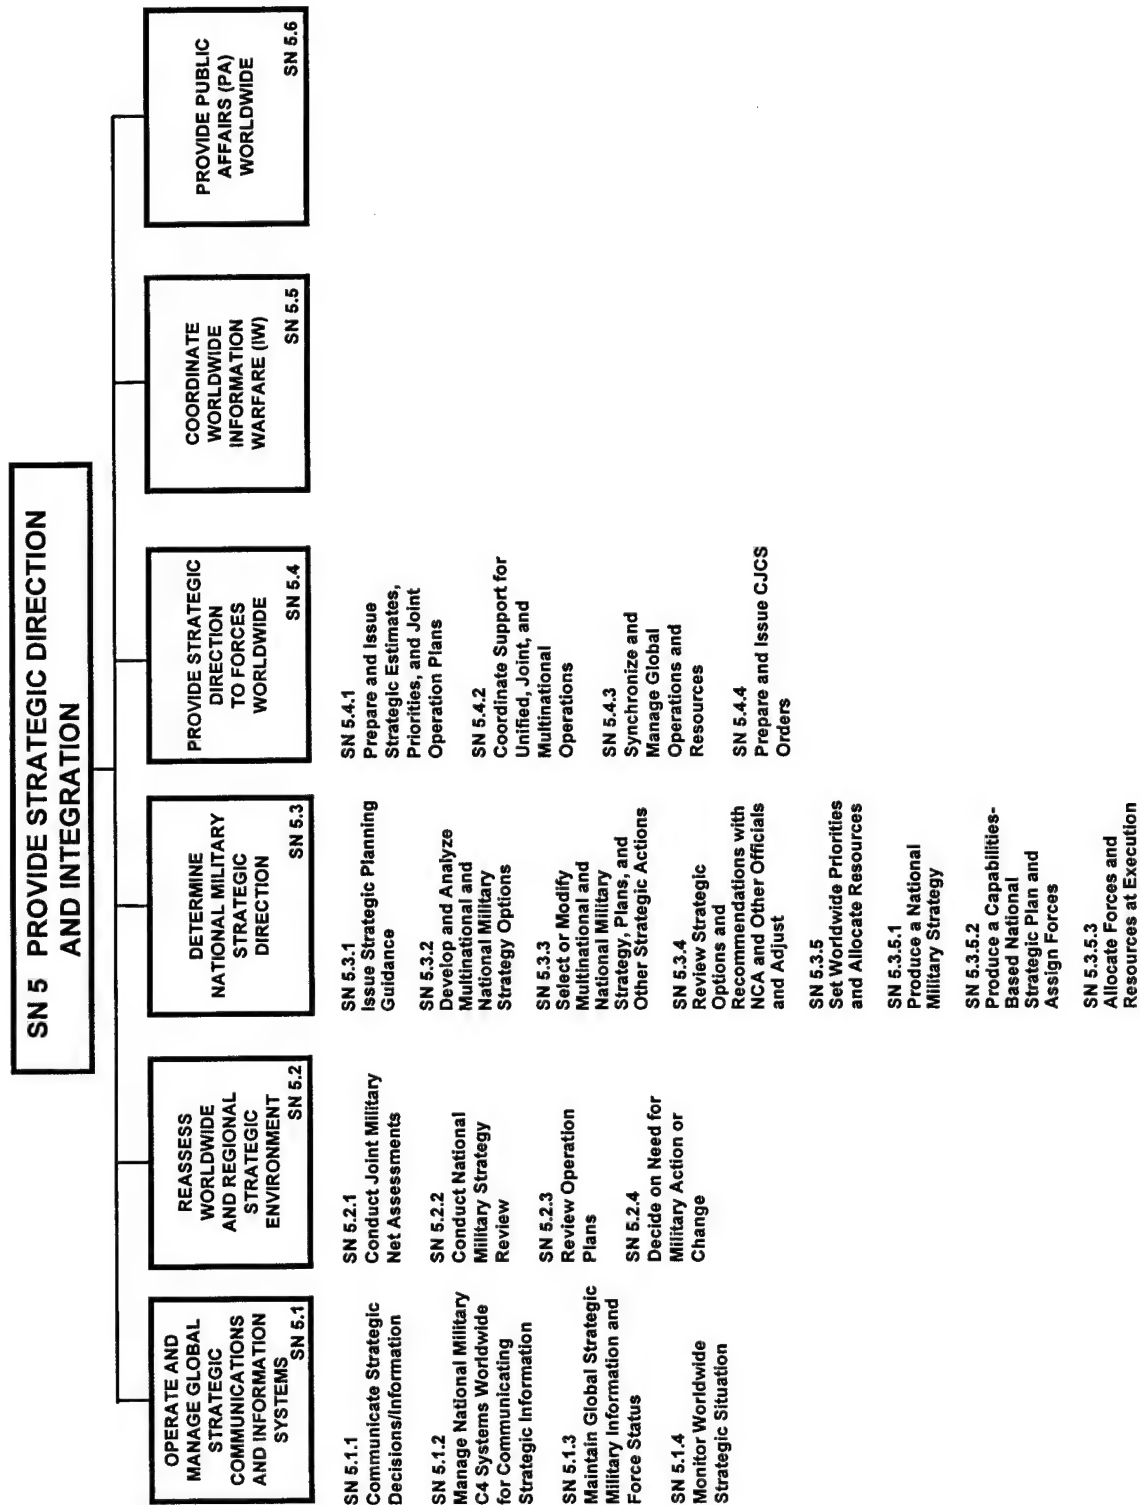 SN 5 PROVIDE STRATEGIC DIRECTION
AND INTEGRATION
OPERATE AND
MANAGE GLOBAL
STRATEGIC
COMMUNICATIONS
AND INFORMATION
SYSTEMS
SN 5.1
SN 5.1.1
Communicate Strategic
Decisions/Information
SN 5.1.2
Manage National Military
C4 Systems Worldwide
for Communicating
Strategic Information
SN 5.1.3
Maintain Global Strategic
Military Information and
Force Status
SN 5.1.4
Monitor Worldwide
Strategic Situation
REASSESS
WORLDWIDE
AND REGIONAL
STRATEGIC
ENVIRONMENT
SN 5.2
SN 5.2.1
Conduct Joint Military
Net Assessments
SN 5.2.2
Conduct National
Military Strategy
Review
SN 5.2.3
Review Operation
Plans
SN 5.2.4
Decide on Need for
Military Action or
Change
DETERMINE
NATIONAL MILITARY
STRATEGIC
DIRECTION
SN 5.3
SN 5.3.1
Issue Strategic Planning
Guidance
SN 5.3.2
Develop and Analyze
Multinational and
National Military
Strategy Options
SN 5.3.3
Select or Modify
Multinational and
National Military
Strategy, Plans, and
Other Strategic Actions
SN 5.3.4
Review Strategic
Options and
Recommendations with
NCA and Other Officials
and Adjust
SN 5.3.5
Set Worldwide Priorities
and Allocate Resources
SN 5.3.5.1
Produce a National
Military Strategy
SN 5.3.5.2
Produce a Capabilities-
Based National
Strategic Plan and
Assign Forces
SN 5.3.5.3
Allocate Forces and
Resources at Execution
PROVIDE STRATEGIC
DIRECTION
TO FORCES
WORLDWIDE
SN 5.4
SN 5.4.1
Prepare and Issue
Strategic Estimates,
Priorities, and Joint
Operation Plans
SN 5.4.2
Coordinate Support for
Unified, Joint, and
Multinational
Operations
SN 5.4.3
Synchronize and
Manage Global
Operations and
Resources
SN 5.4.4
Prepare and Issue CJCS
Orders
COORDINATE
WORLDWIDE
INFORMATION
WARFARE (IW)
SN 5.5
PROVIDE PUBLIC
AFFAIRS (PA)
WORLDWIDE
SN 5.6